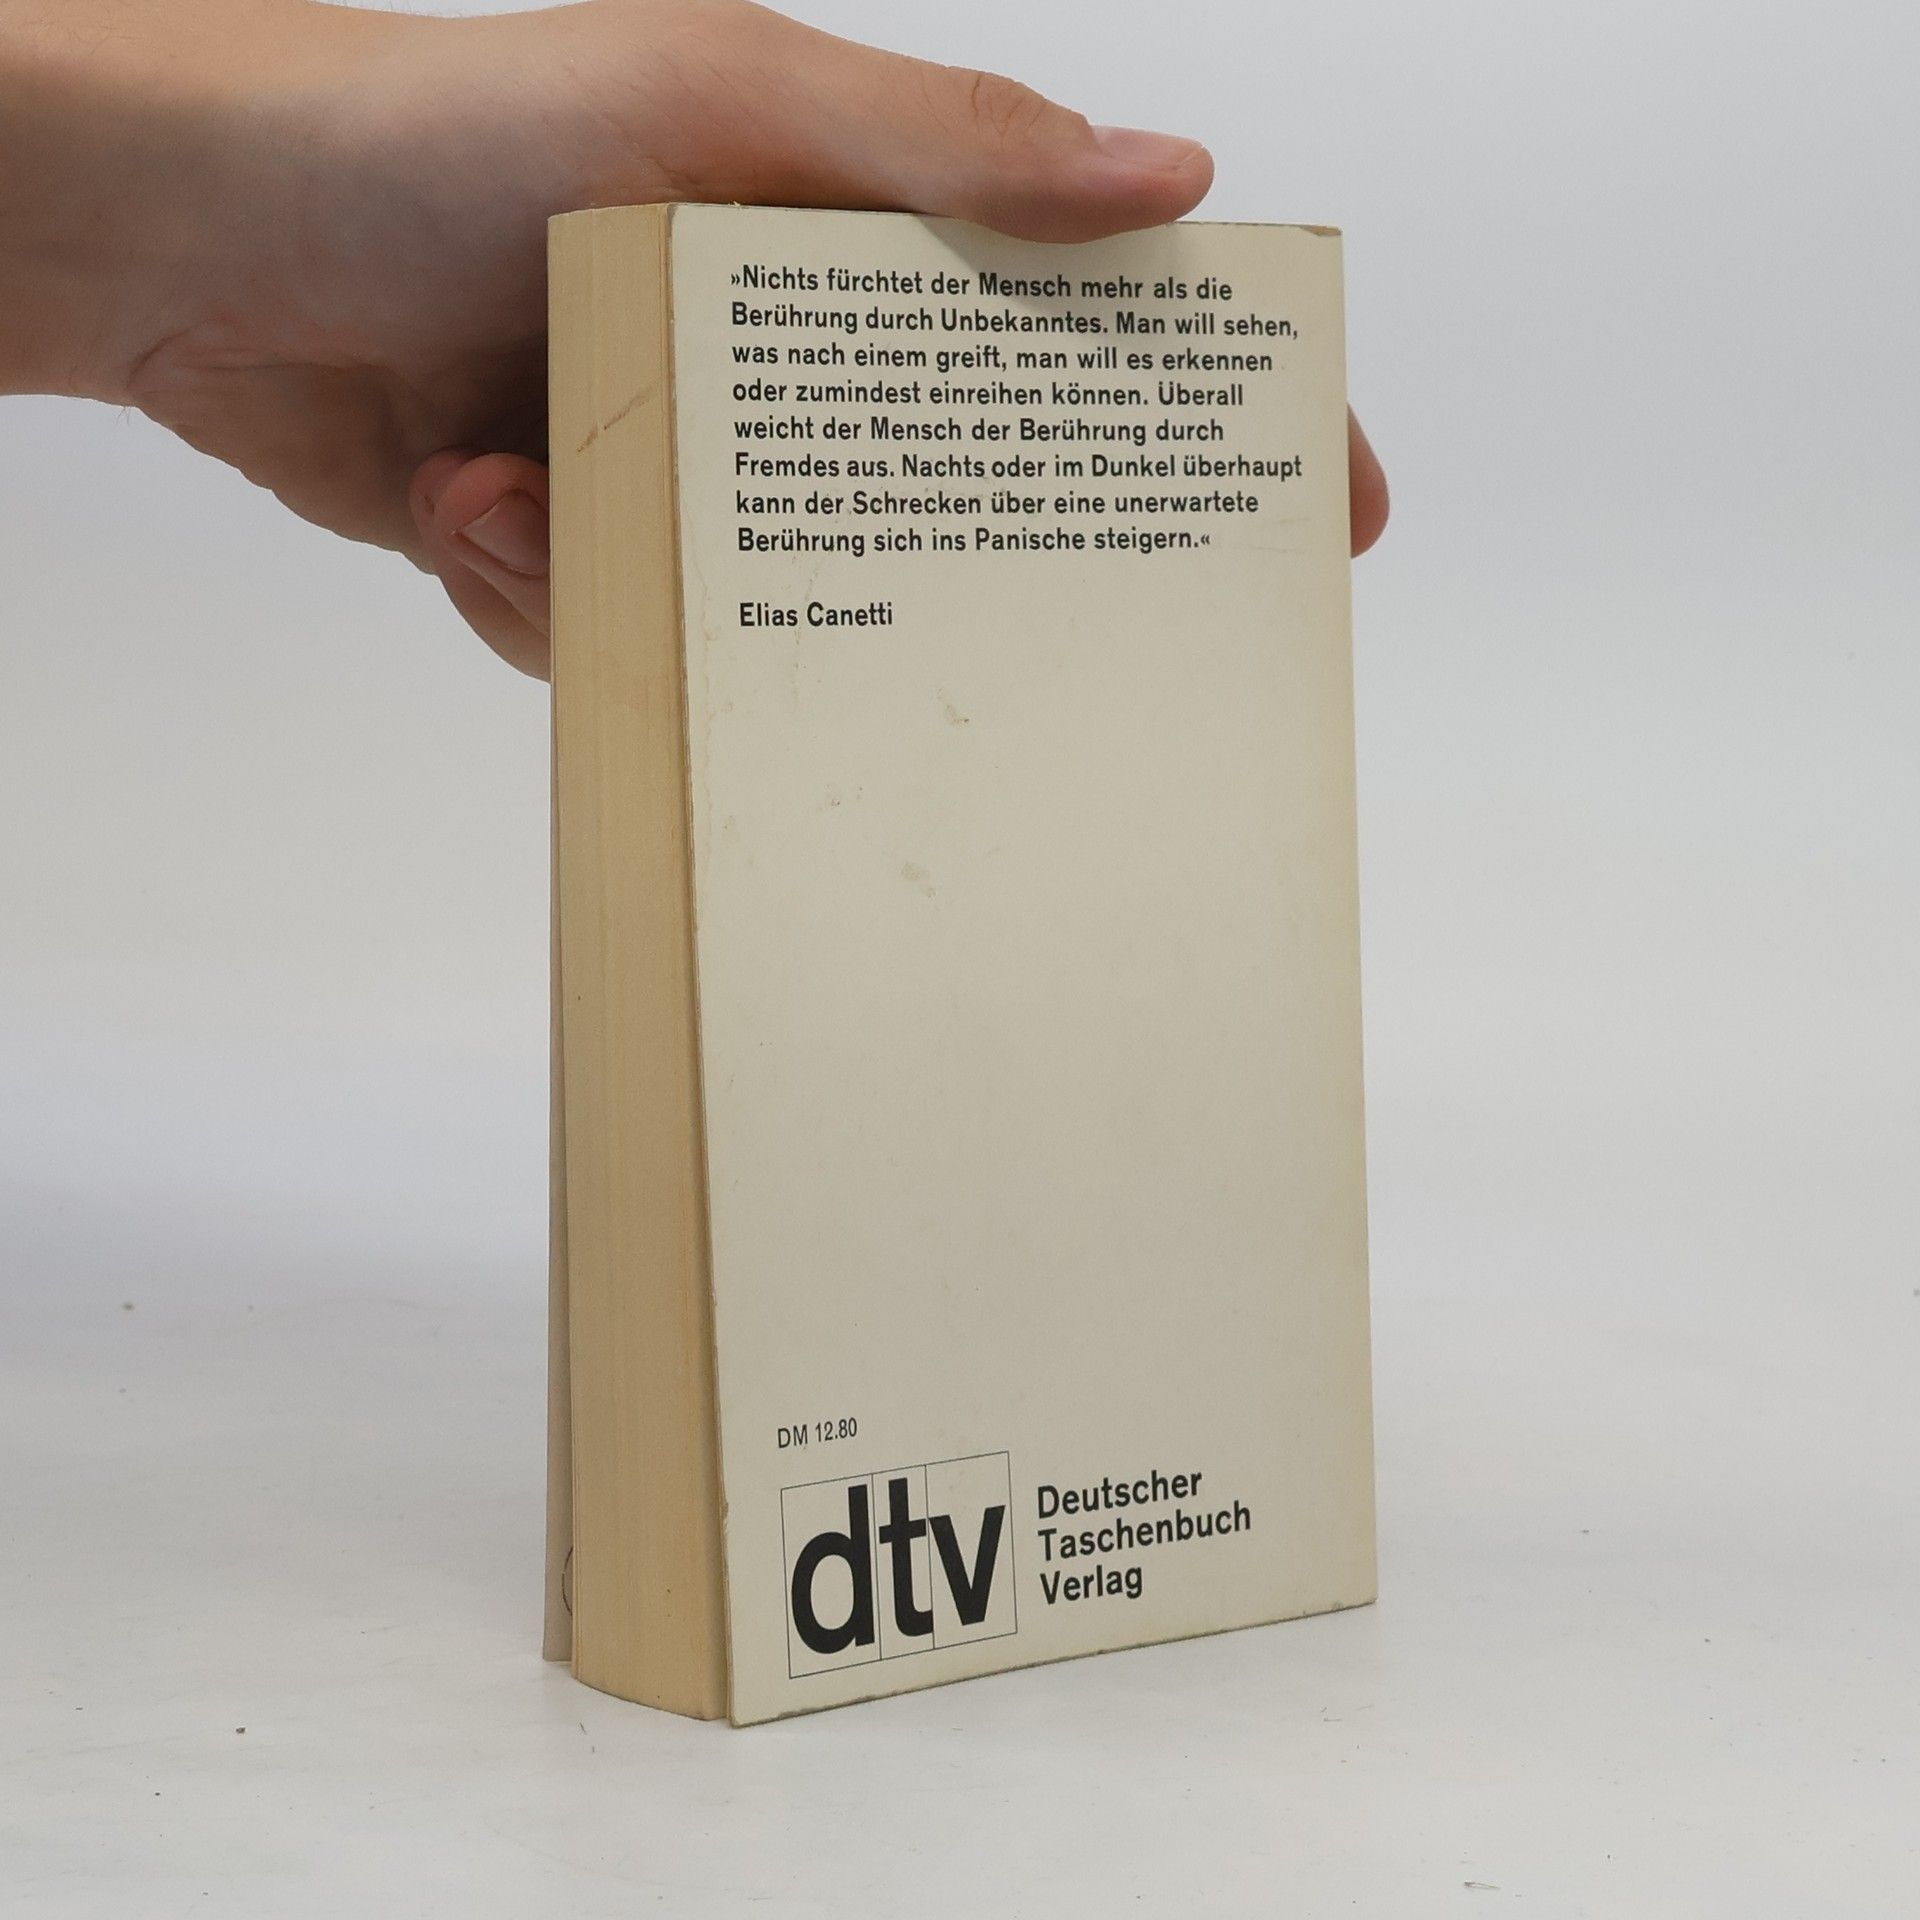 »Nichts fürchtet der Mensch mehr als die
Berührung durch Unbekanntes. Man will sehen,
was nach einem greift, man will es erkennen
oder zumindest einreihen können. Überall
weicht der Mensch der Berührung durch
Fremdes aus. Nachts oder im Dunkel überhaupt
kann der Schrecken über eine unerwartete
Berührung sich ins Panische steigern.«
Elias Canetti
DM 12.80
dtv
Deutscher
Taschenbuch
Verlag